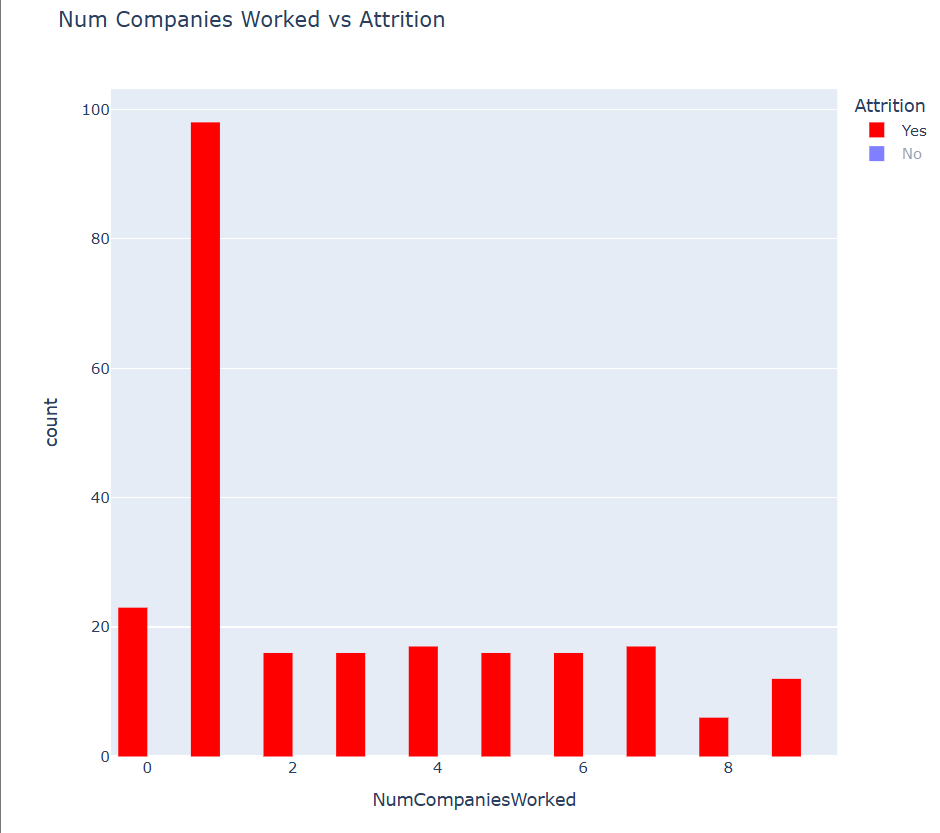 Num Companies Worked vs Attrition
Attrition
Yes
No
100
80
60
40
20
0
count
0 2 4 6 8
NumCompaniesWorked